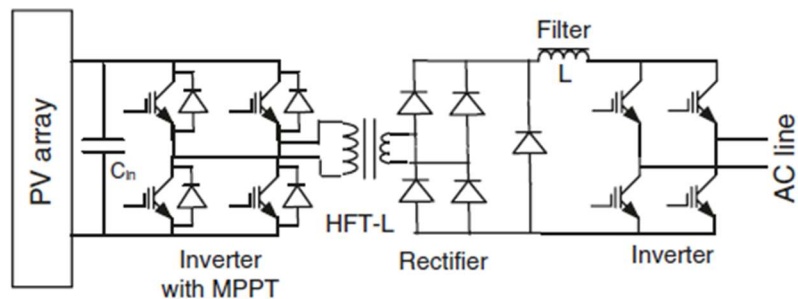 PV array
C_in
Inverter
with MPPT
HFT-L
Rectifier
Filter
L
Inverter
AC line